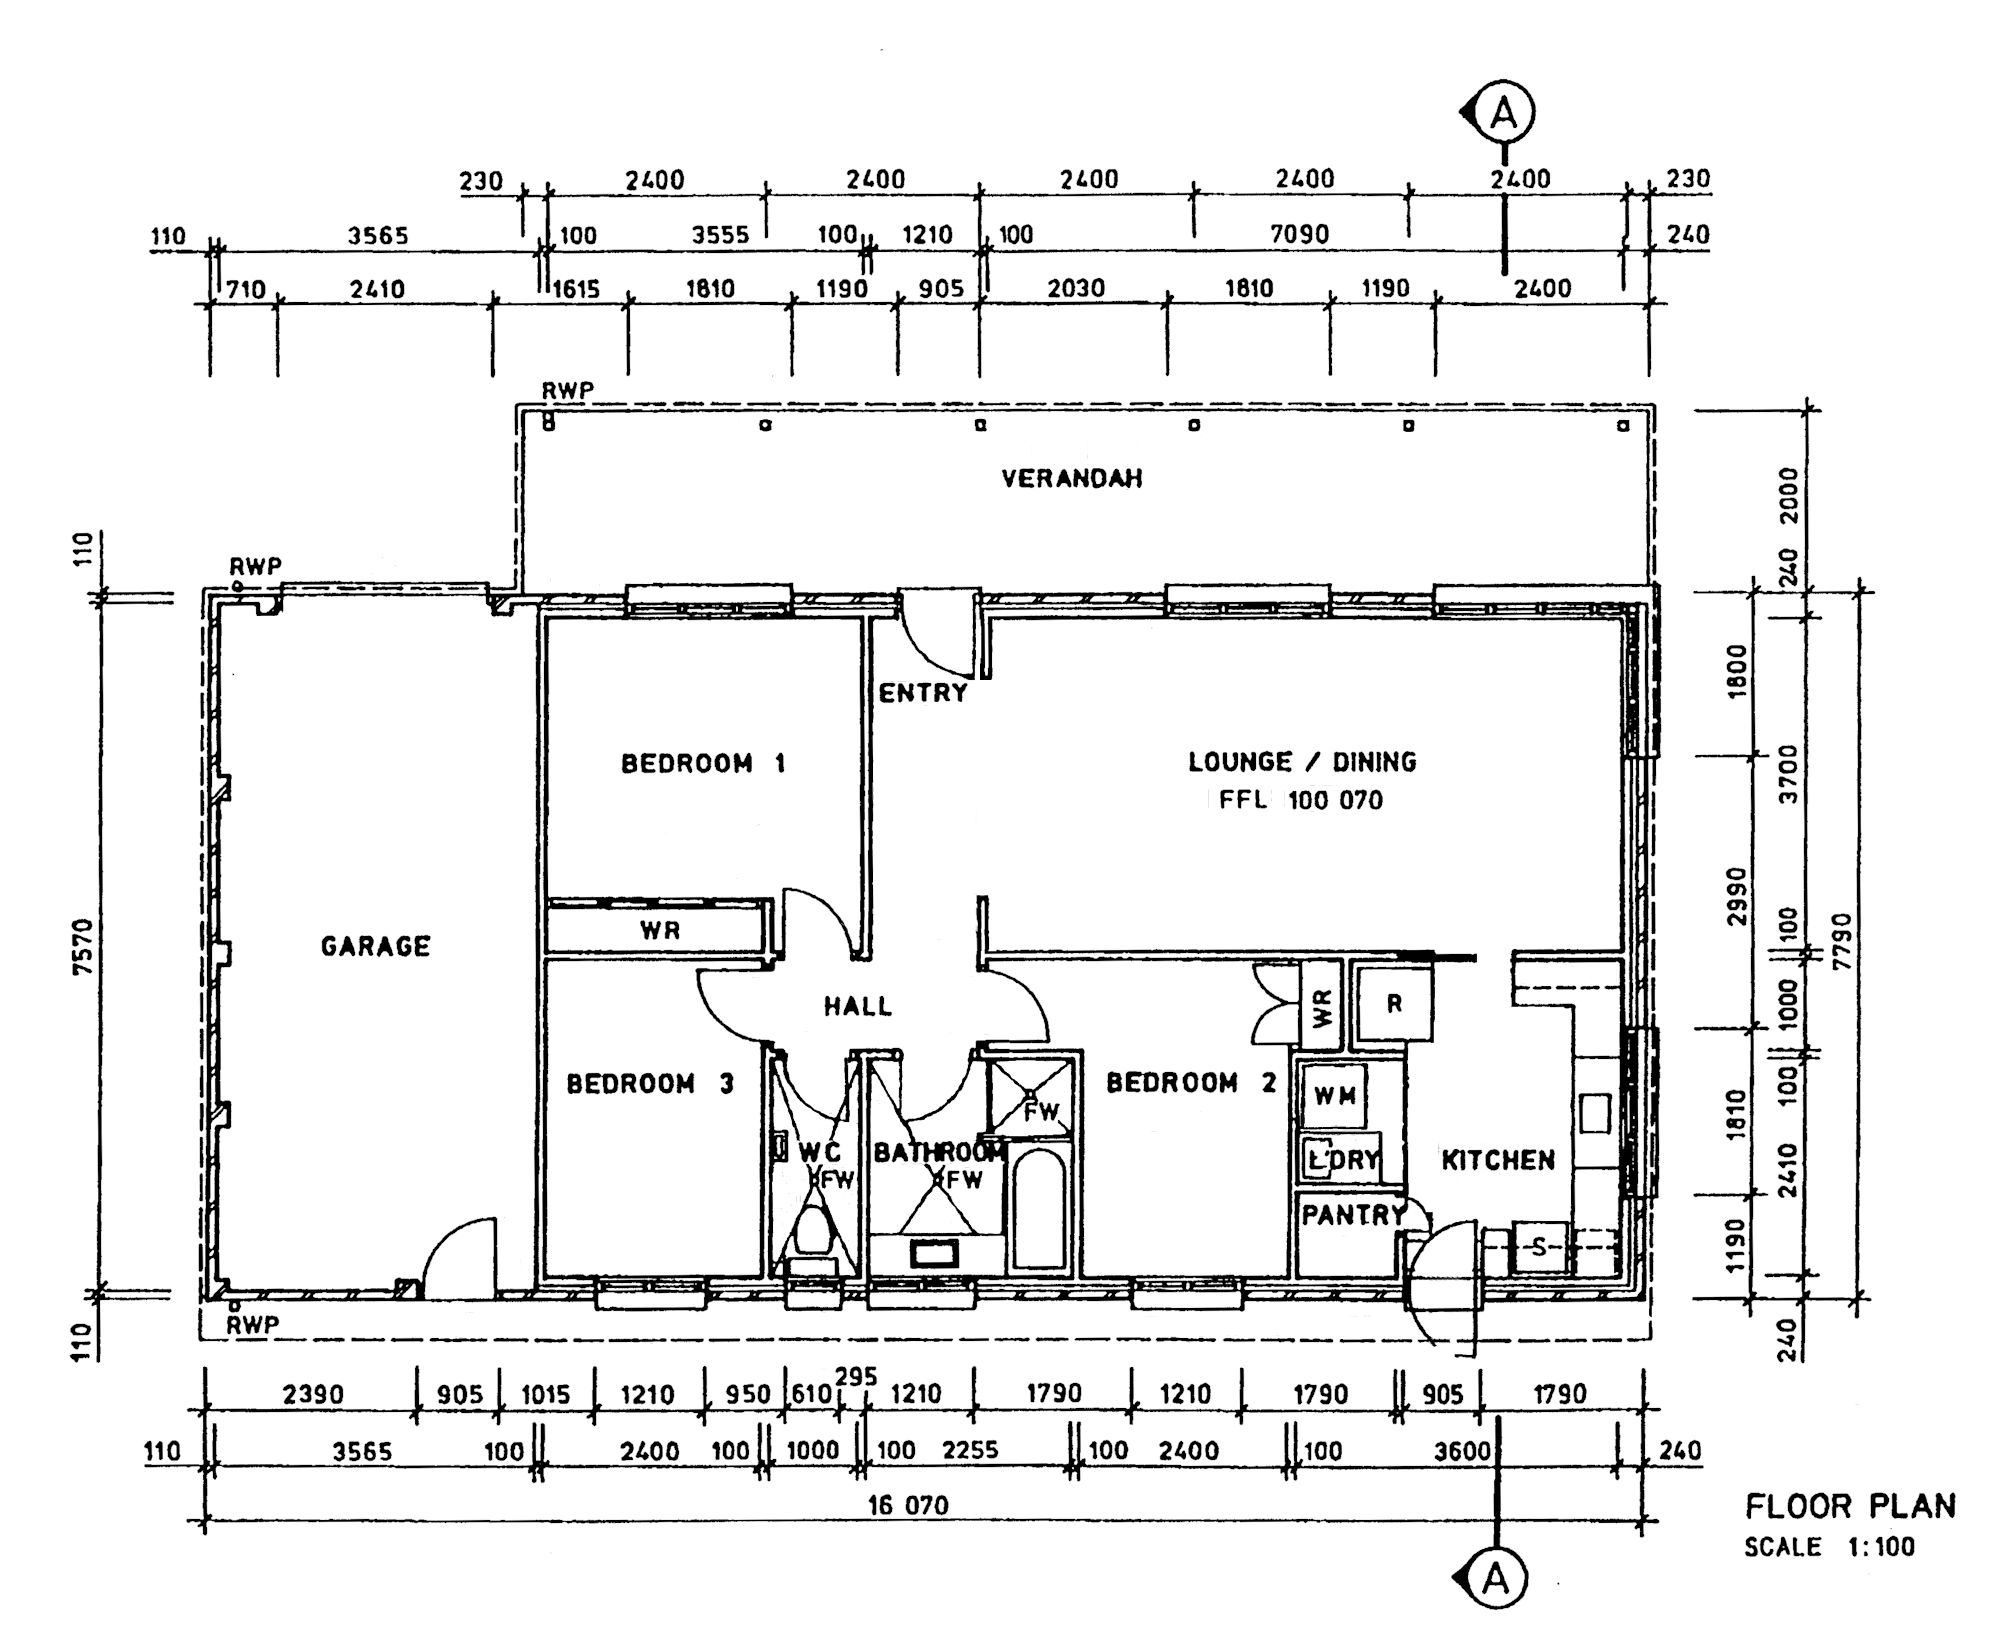 A
230 2400 2400 2400 2400 2400 230
110 3565 100 3555 100 1210 100 7090 240
710 2410 1615 1810 1190 905 2030 1810 1190 2400
RWP
VERANDAH
2000
110
RWP
240
ENTRY
1800
BEDROOM 1
LOUNGE / DINING
FFL 100 070
3700
2990
100
7790
7570
GARAGE
WR
HALL
WR
R
1000
BEDROOM 3
BEDROOM 2
WM
FW
100
1810
WC
BATHROOM
L'DRY
KITCHEN
2410
FW
FW
PANTRY
S
1190
RWP
110
240
2390 905 1015 1210 950 610 295 1210 1790 1210 1790 905 1790
110 3565 100 2400 100 1000 100 2255 100 2400 100 3600 240
16 070
FLOOR PLAN
SCALE 1:100
A